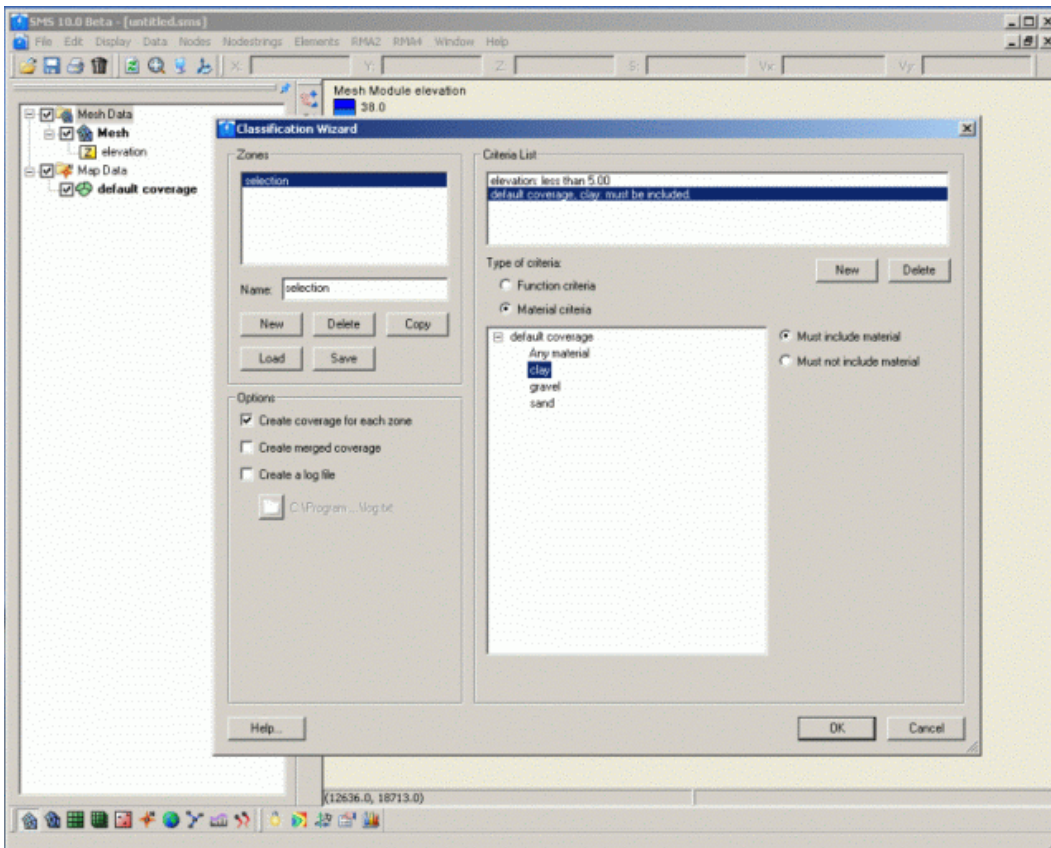 SMS 10.0 Beta - [untitled.sms]
File Edit Display Data Nodes Nodestrings Elements RMA2 RMA4 Window Help
X: Y: Z: S: Vx: Vy:
Mesh Module elevation
38.0
Mesh Data
Mesh
Z elevation
Map Data
default coverage
Classification Wizard
Zones
selection
Name: selection
New Delete Copy
Load Save
Options
Create coverage for each zone
Create merged coverage
Create a log file
C:\Program ...\log.txt
Criteria List
elevation: less than 5.00
default coverage, clay: must be included.
Type of criteria:
New Delete
Function criteria
Material criteria
default coverage
Any material
clay
gravel
sand
Must include material
Must not include material
Help... OK Cancel
(12636.0, 18713.0)